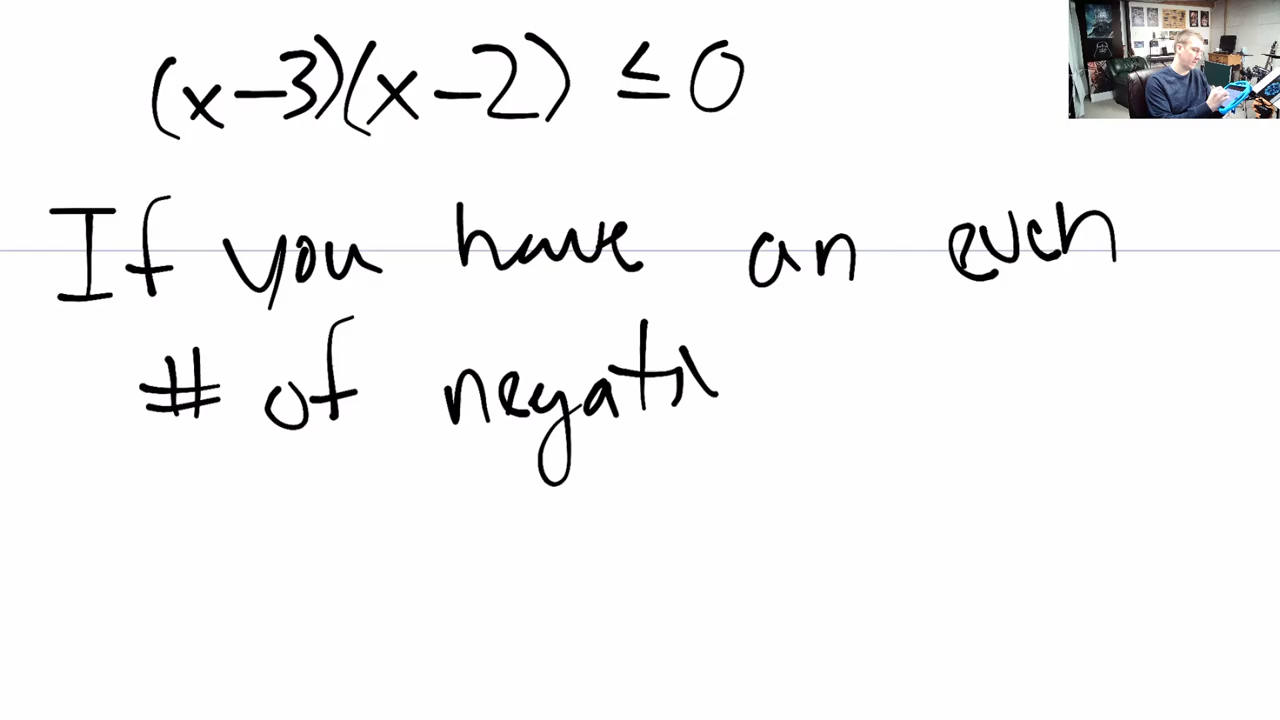 (x-3)(x-2) ≤ 0
If you have an even
# of negati